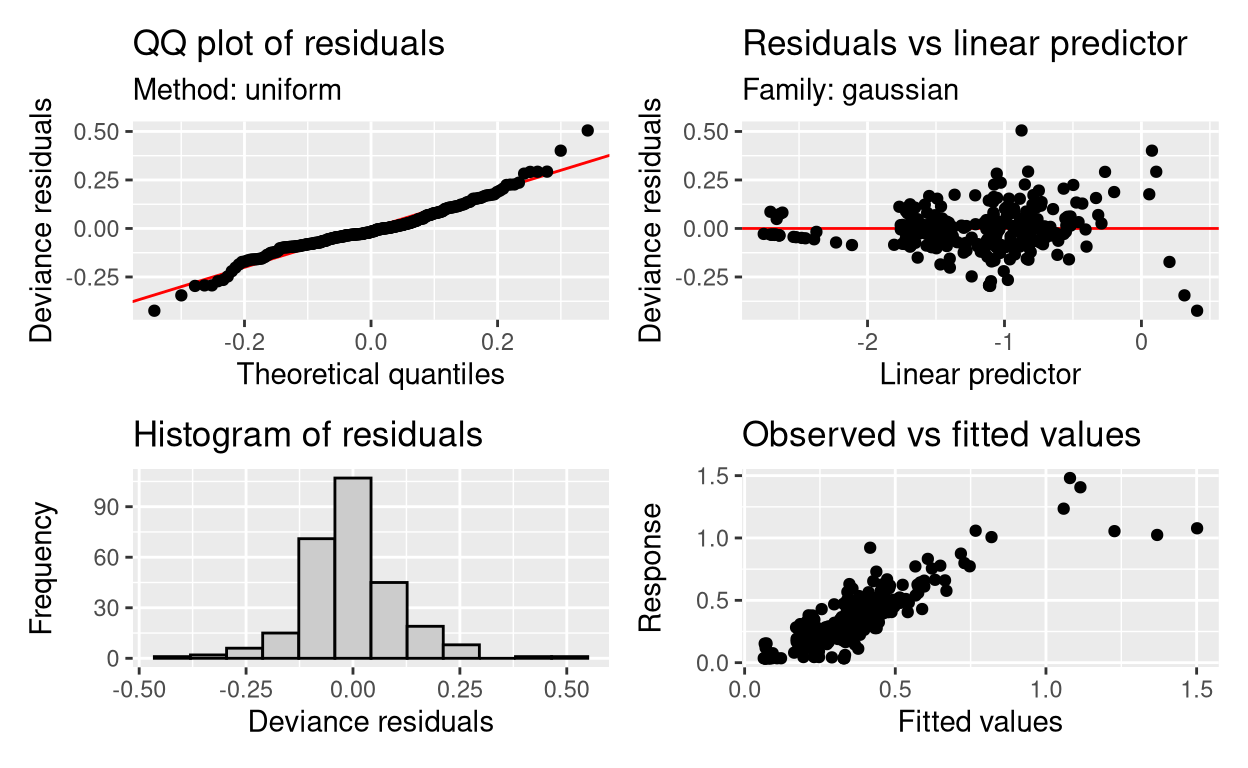 QQ plot of residuals
Method: uniform
Deviance residuals
0.50
0.25
0.00
-0.25
-0.2 0.0 0.2
Theoretical quantiles
Residuals vs linear predictor
Family: gaussian
Deviance residuals
0.50
0.25
0.00
-0.25
-2 -1 0
Linear predictor
Histogram of residuals
Frequency
90
60
30
0
-0.50 -0.25 0.00 0.25 0.50
Deviance residuals
Observed vs fitted values
Response
1.5
1.0
0.5
0.0
0.0 0.5 1.0 1.5
Fitted values